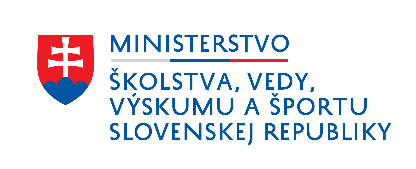 MINISTERSTVO
ŠKOLSTVA, VEDY,
VÝSKUMU A ŠPORTU
SLOVENSKEJ REPUBLIKY